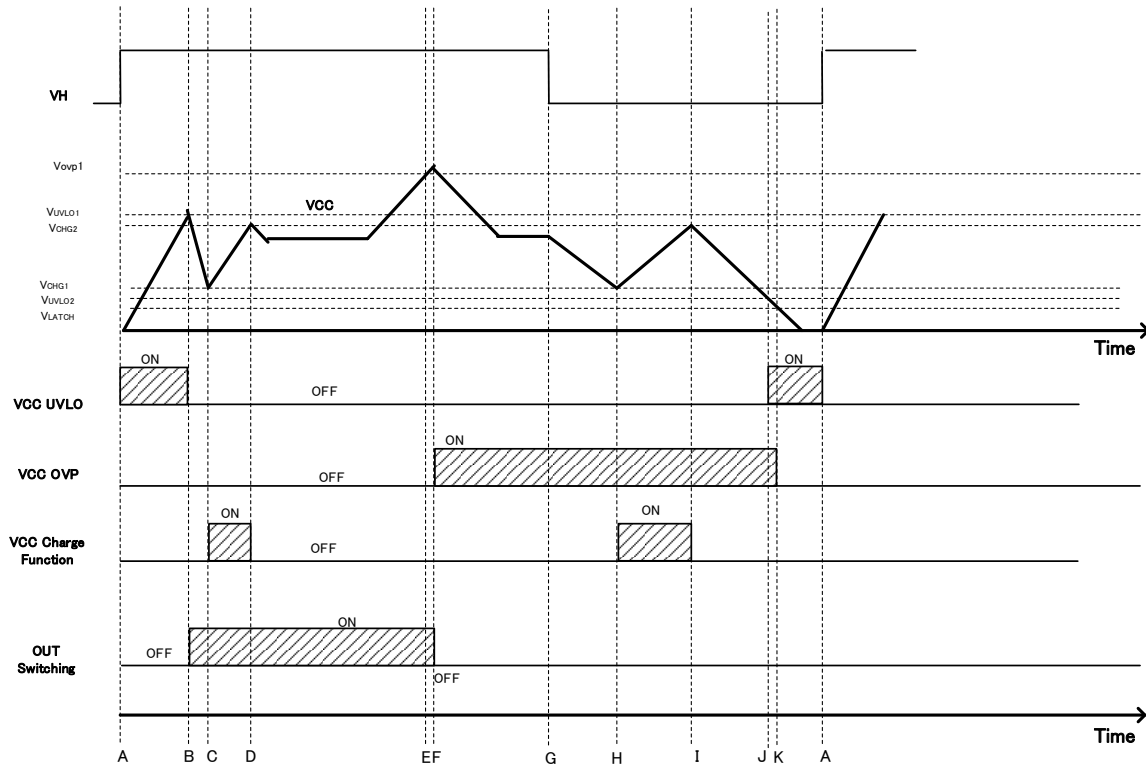 VH
Vovp1
VUVLO1
VCC
VCHG2
VCHG1
VUVLO2
VLATCH
Time
ON
OFF
ON
VCC UVLO
ON
OFF
VCC OVP
ON
ON
OFF
VCC Charge
Function
ON
OFF
OUT
Switching
OFF
Time
A B C D E F G H I J K A